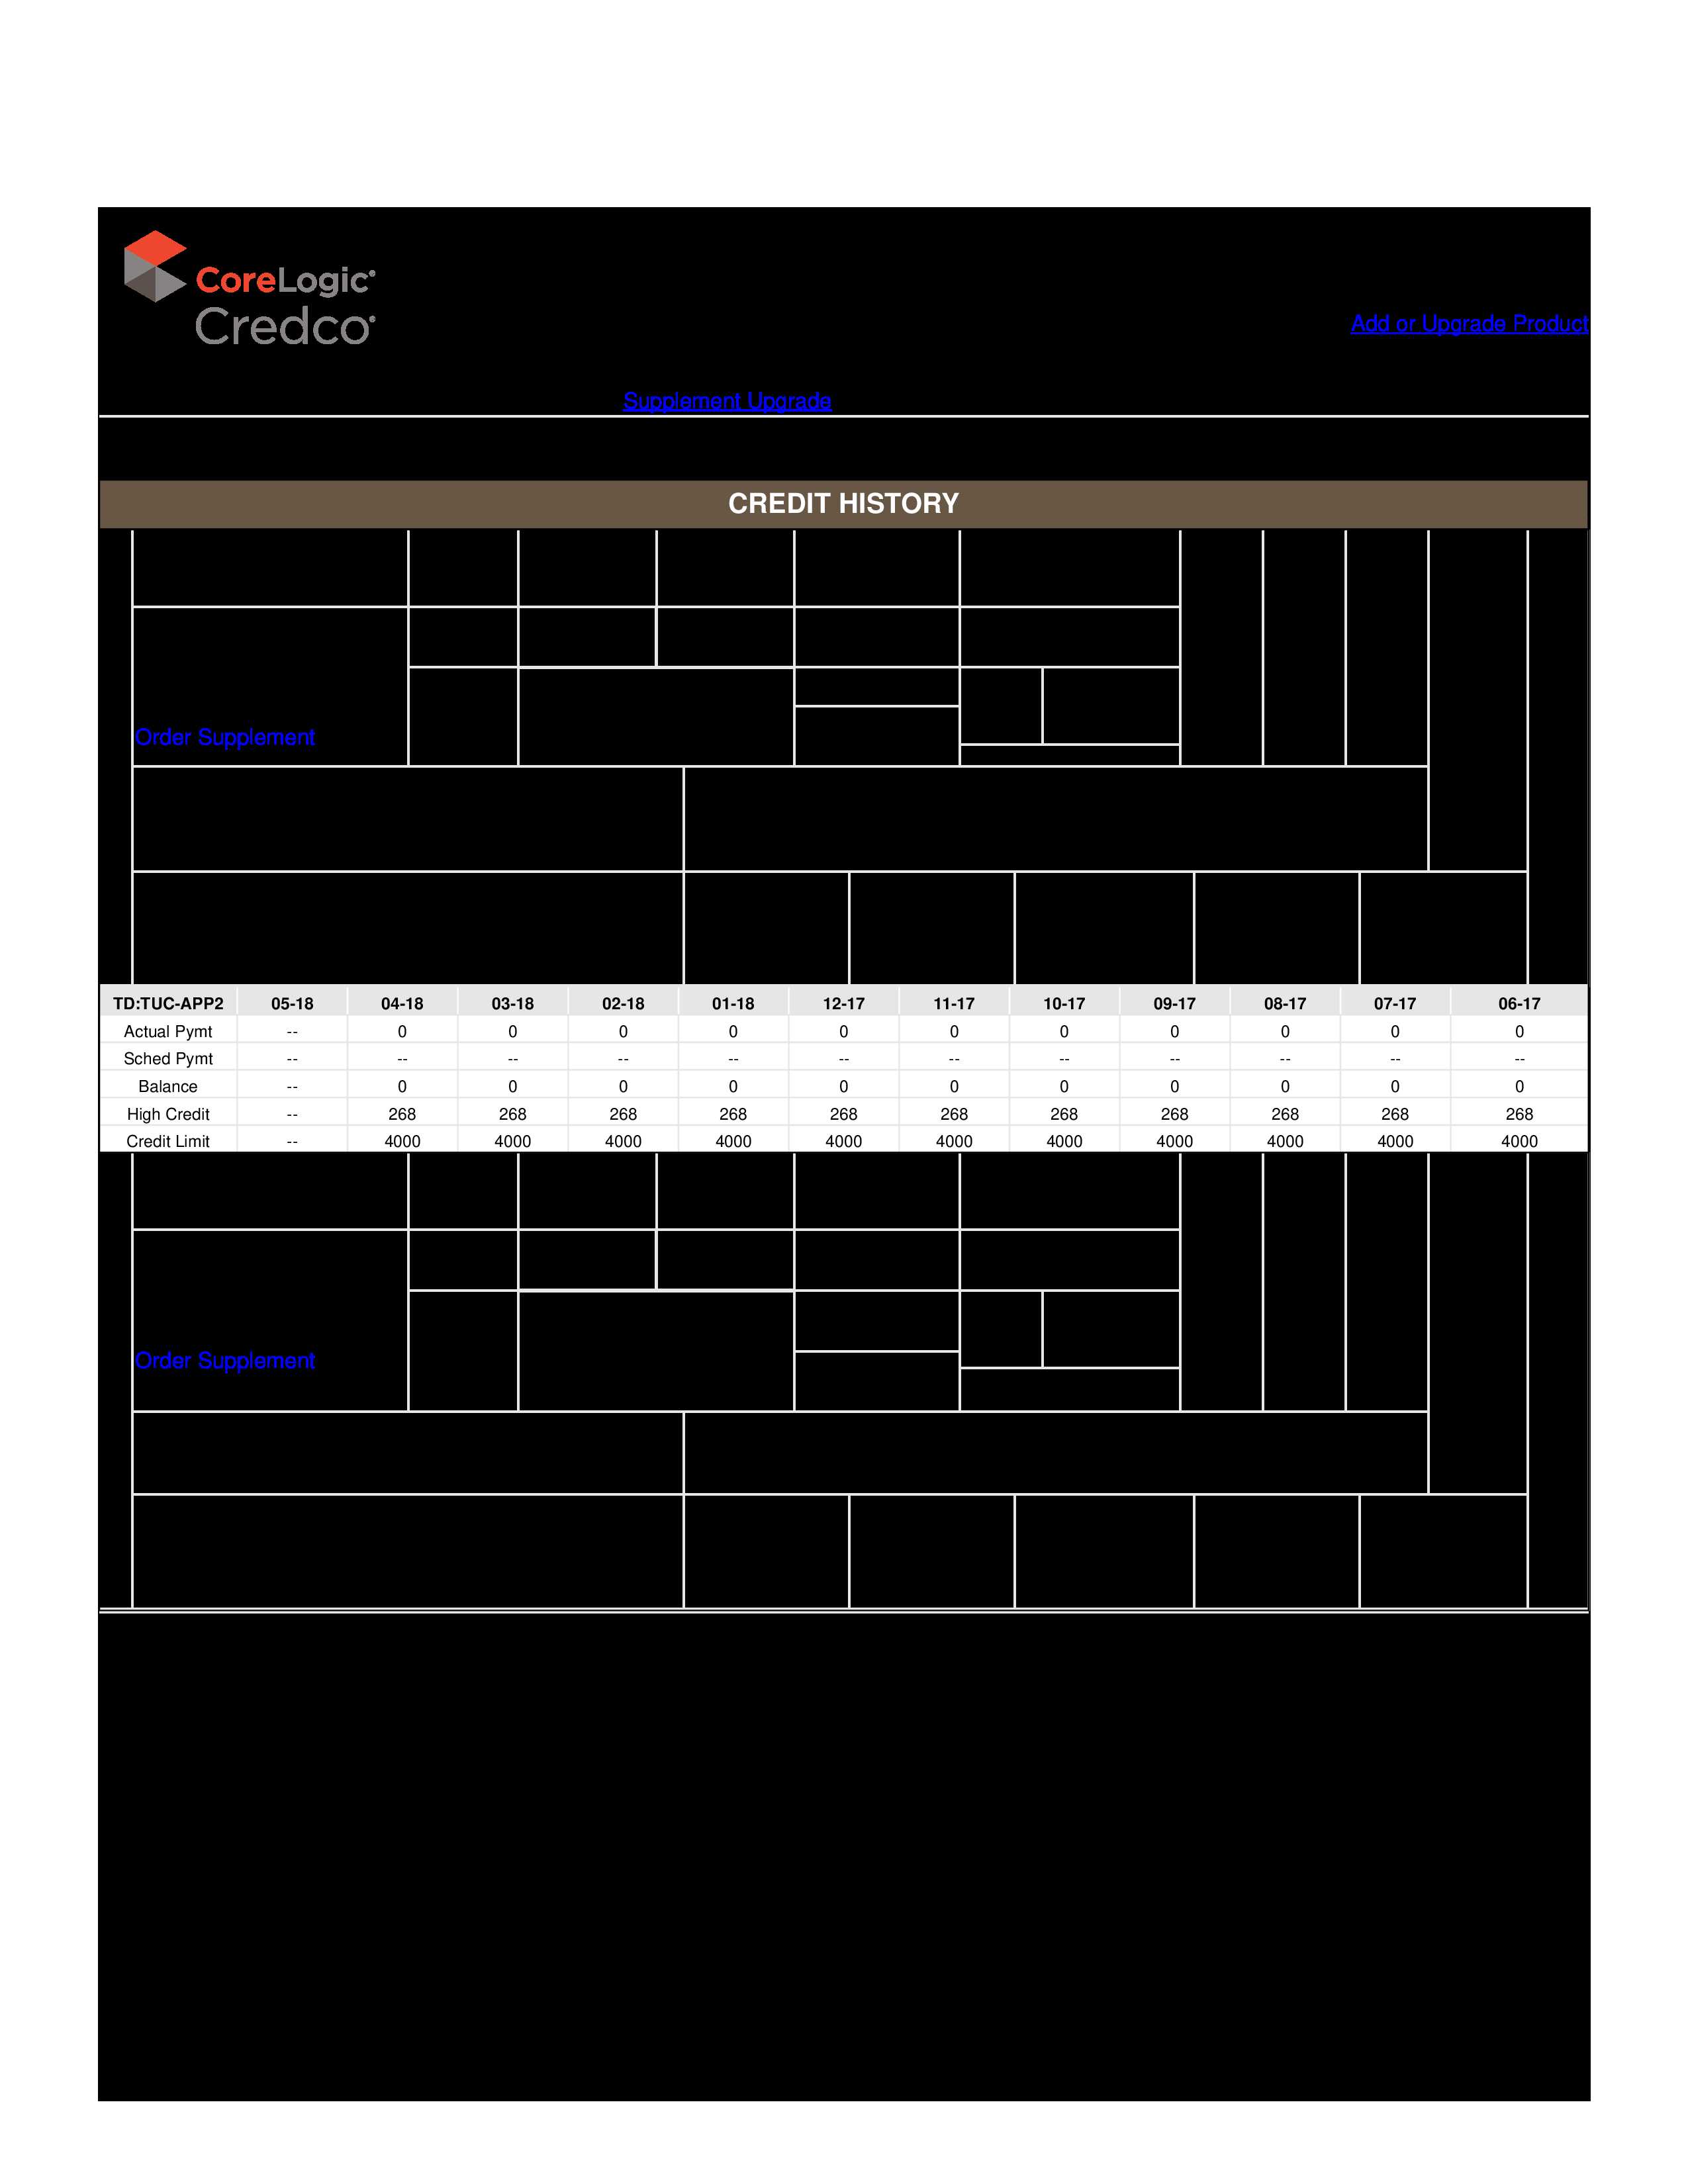 CoreLogic®
Credco®
Add or Upgrade Product
Supplement Upgrade
CREDIT HISTORY
Order Supplement
TD:TUC-APP2 05-18 04-18 03-18 02-18 01-18 12-17 11-17 10-17 09-17 08-17 07-17 06-17
Actual Pymt -- 0 0 0 0 0 0 0 0 0 0 0
Sched Pymt -- -- -- -- -- -- -- -- -- -- -- --
Balance -- 0 0 0 0 0 0 0 0 0 0 0
High Credit -- 268 268 268 268 268 268 268 268 268 268 268
Credit Limit -- 4000 4000 4000 4000 4000 4000 4000 4000 4000 4000 4000
Order Supplement